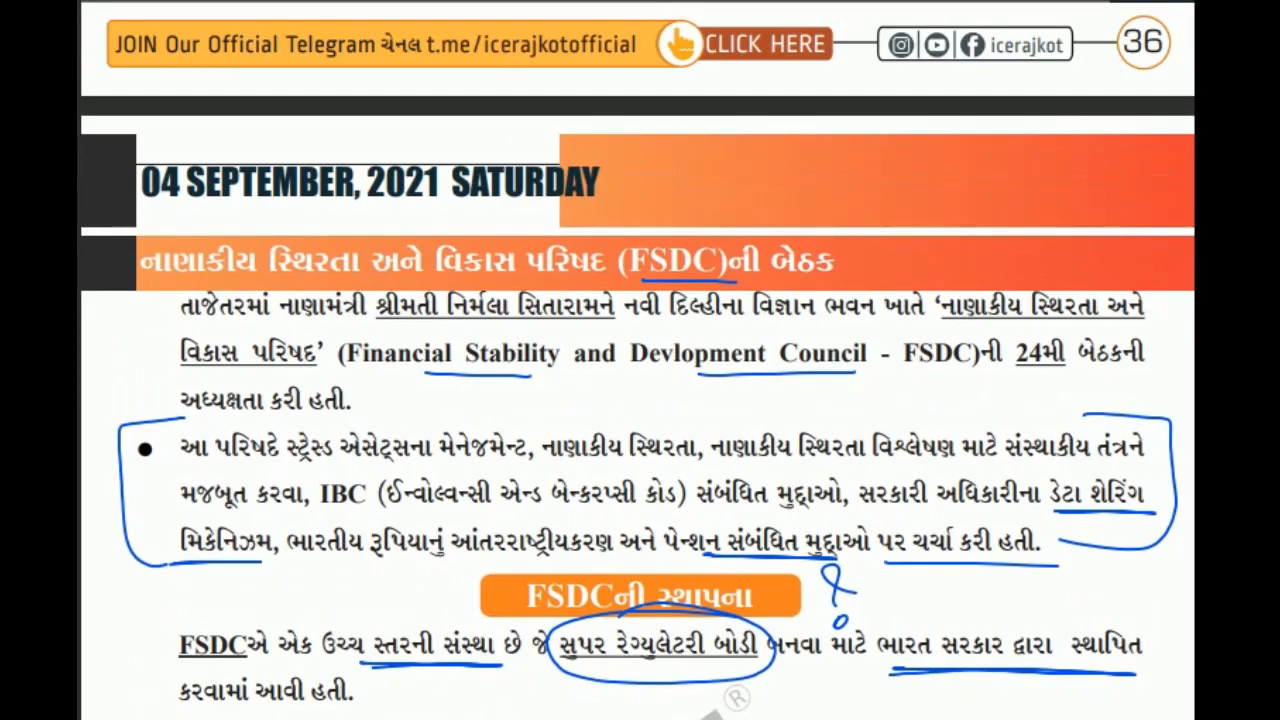 JOIN Our Official Telegram ચેનલ t.me/icerajkotofficial CLICK HERE icerajkot 36
04 SEPTEMBER, 2021 SATURDAY
નાણાકીય સ્થિરતા અને વિકાસ પરિષદ (FSDC)ની બેઠક
તાજેતરમાં નાણામંત્રી શ્રીમતી નિર્મલા સિતારામને નવી દિલ્હીના વિજ્ઞાન ભવન ખાતે ‘નાણાકીય સ્થિરતા અને
વિકાસ પરિષદ’ (Financial Stability and Devlopment Council - FSDC)ની 24મી બેઠકની
અધ્યક્ષતા કરી હતી.
● આ પરિષદે સ્ટ્રેસ્ડ એસેટ્સના મેનેજમેન્ટ, નાણાકીય સ્થિરતા, નાણાકીય સ્થિરતા વિશ્લેષણ માટે સંસ્થાકીય તંત્રને
મજબૂત કરવા, IBC (ઈન્વોલ્વન્સી એન્ડ બેન્કરપ્સી કોડ) સંબંધિત મુદ્દાઓ, સરકારી અધિકારીના ડેટા શેરિંગ
મિકેનિઝમ, ભારતીય રૂપિયાનું આંતરરાષ્ટ્રીયકરણ અને પેન્શન સંબંધિત મુદ્દાઓ પર ચર્ચા કરી હતી.
FSDCની સ્થાપના
FSDCએ એક ઉચ્ચ સ્તરની સંસ્થા છે જે સુપર રેગ્યુલેટરી બોડી બનવા માટે ભારત સરકાર દ્વારા સ્થાપિત
કરવામાં આવી હતી.
®